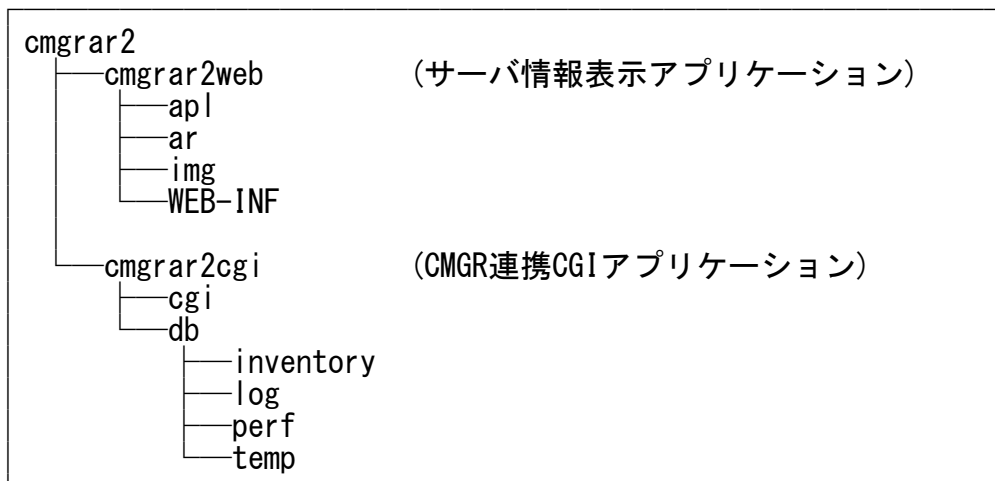 cmgrar2
cmgrar2web (サーバ情報表示アプリケーション)
apl
ar
img
WEB-INF
cmgrar2cgi (CMGR連携CGIアプリケーション)
cgi
db
inventory
log
perf
temp